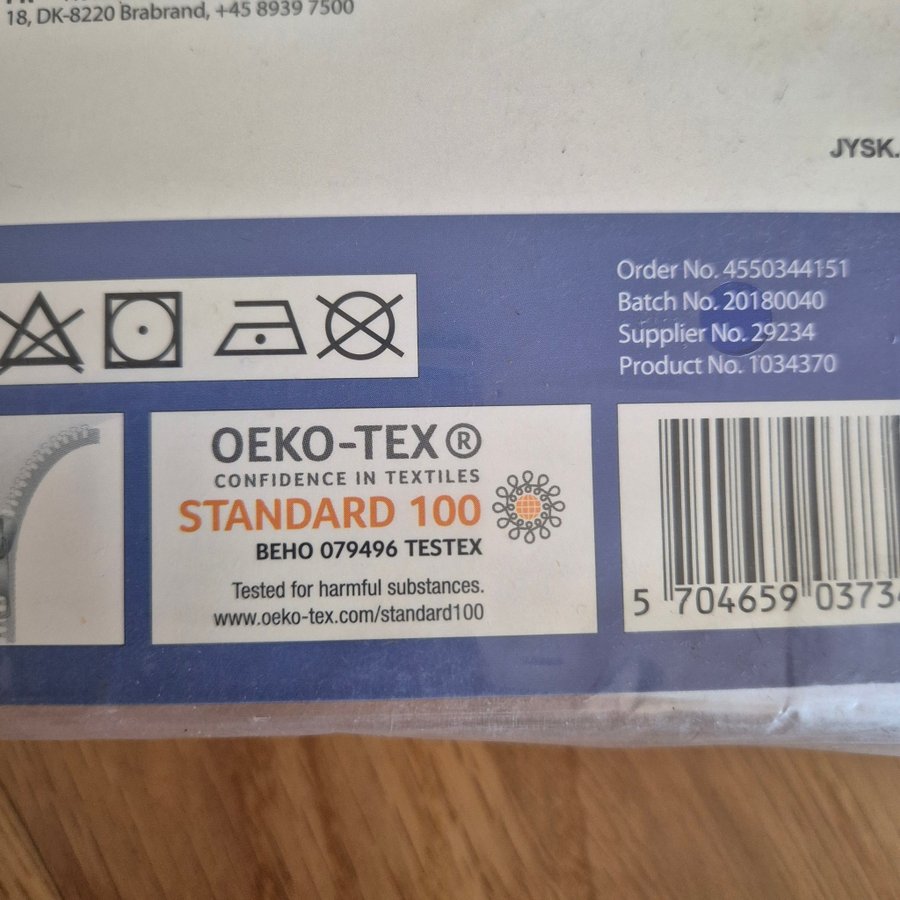 18, DK-8220 Brabrand, +45 8939 7500
JYSK.
Order No. 4550344151
Batch No. 20180040
Supplier No. 29234
Product No. 1034370
OEKO-TEX®
CONFIDENCE IN TEXTILES
STANDARD 100
BEHO 079496 TESTEX
Tested for harmful substances.
www.oeko-tex.com/standard100
5 704659 03734